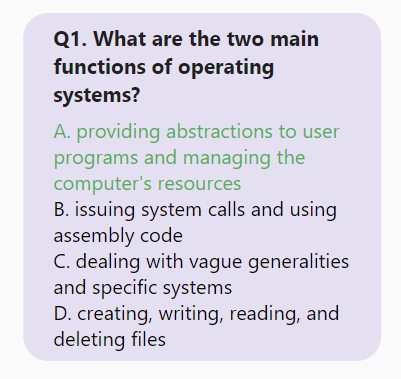 Q1. What are the two main
functions of operating
systems?
A. providing abstractions to user
programs and managing the
computer's resources
B. issuing system calls and using
assembly code
C. dealing with vague generalities
and specific systems
D. creating, writing, reading, and
deleting files